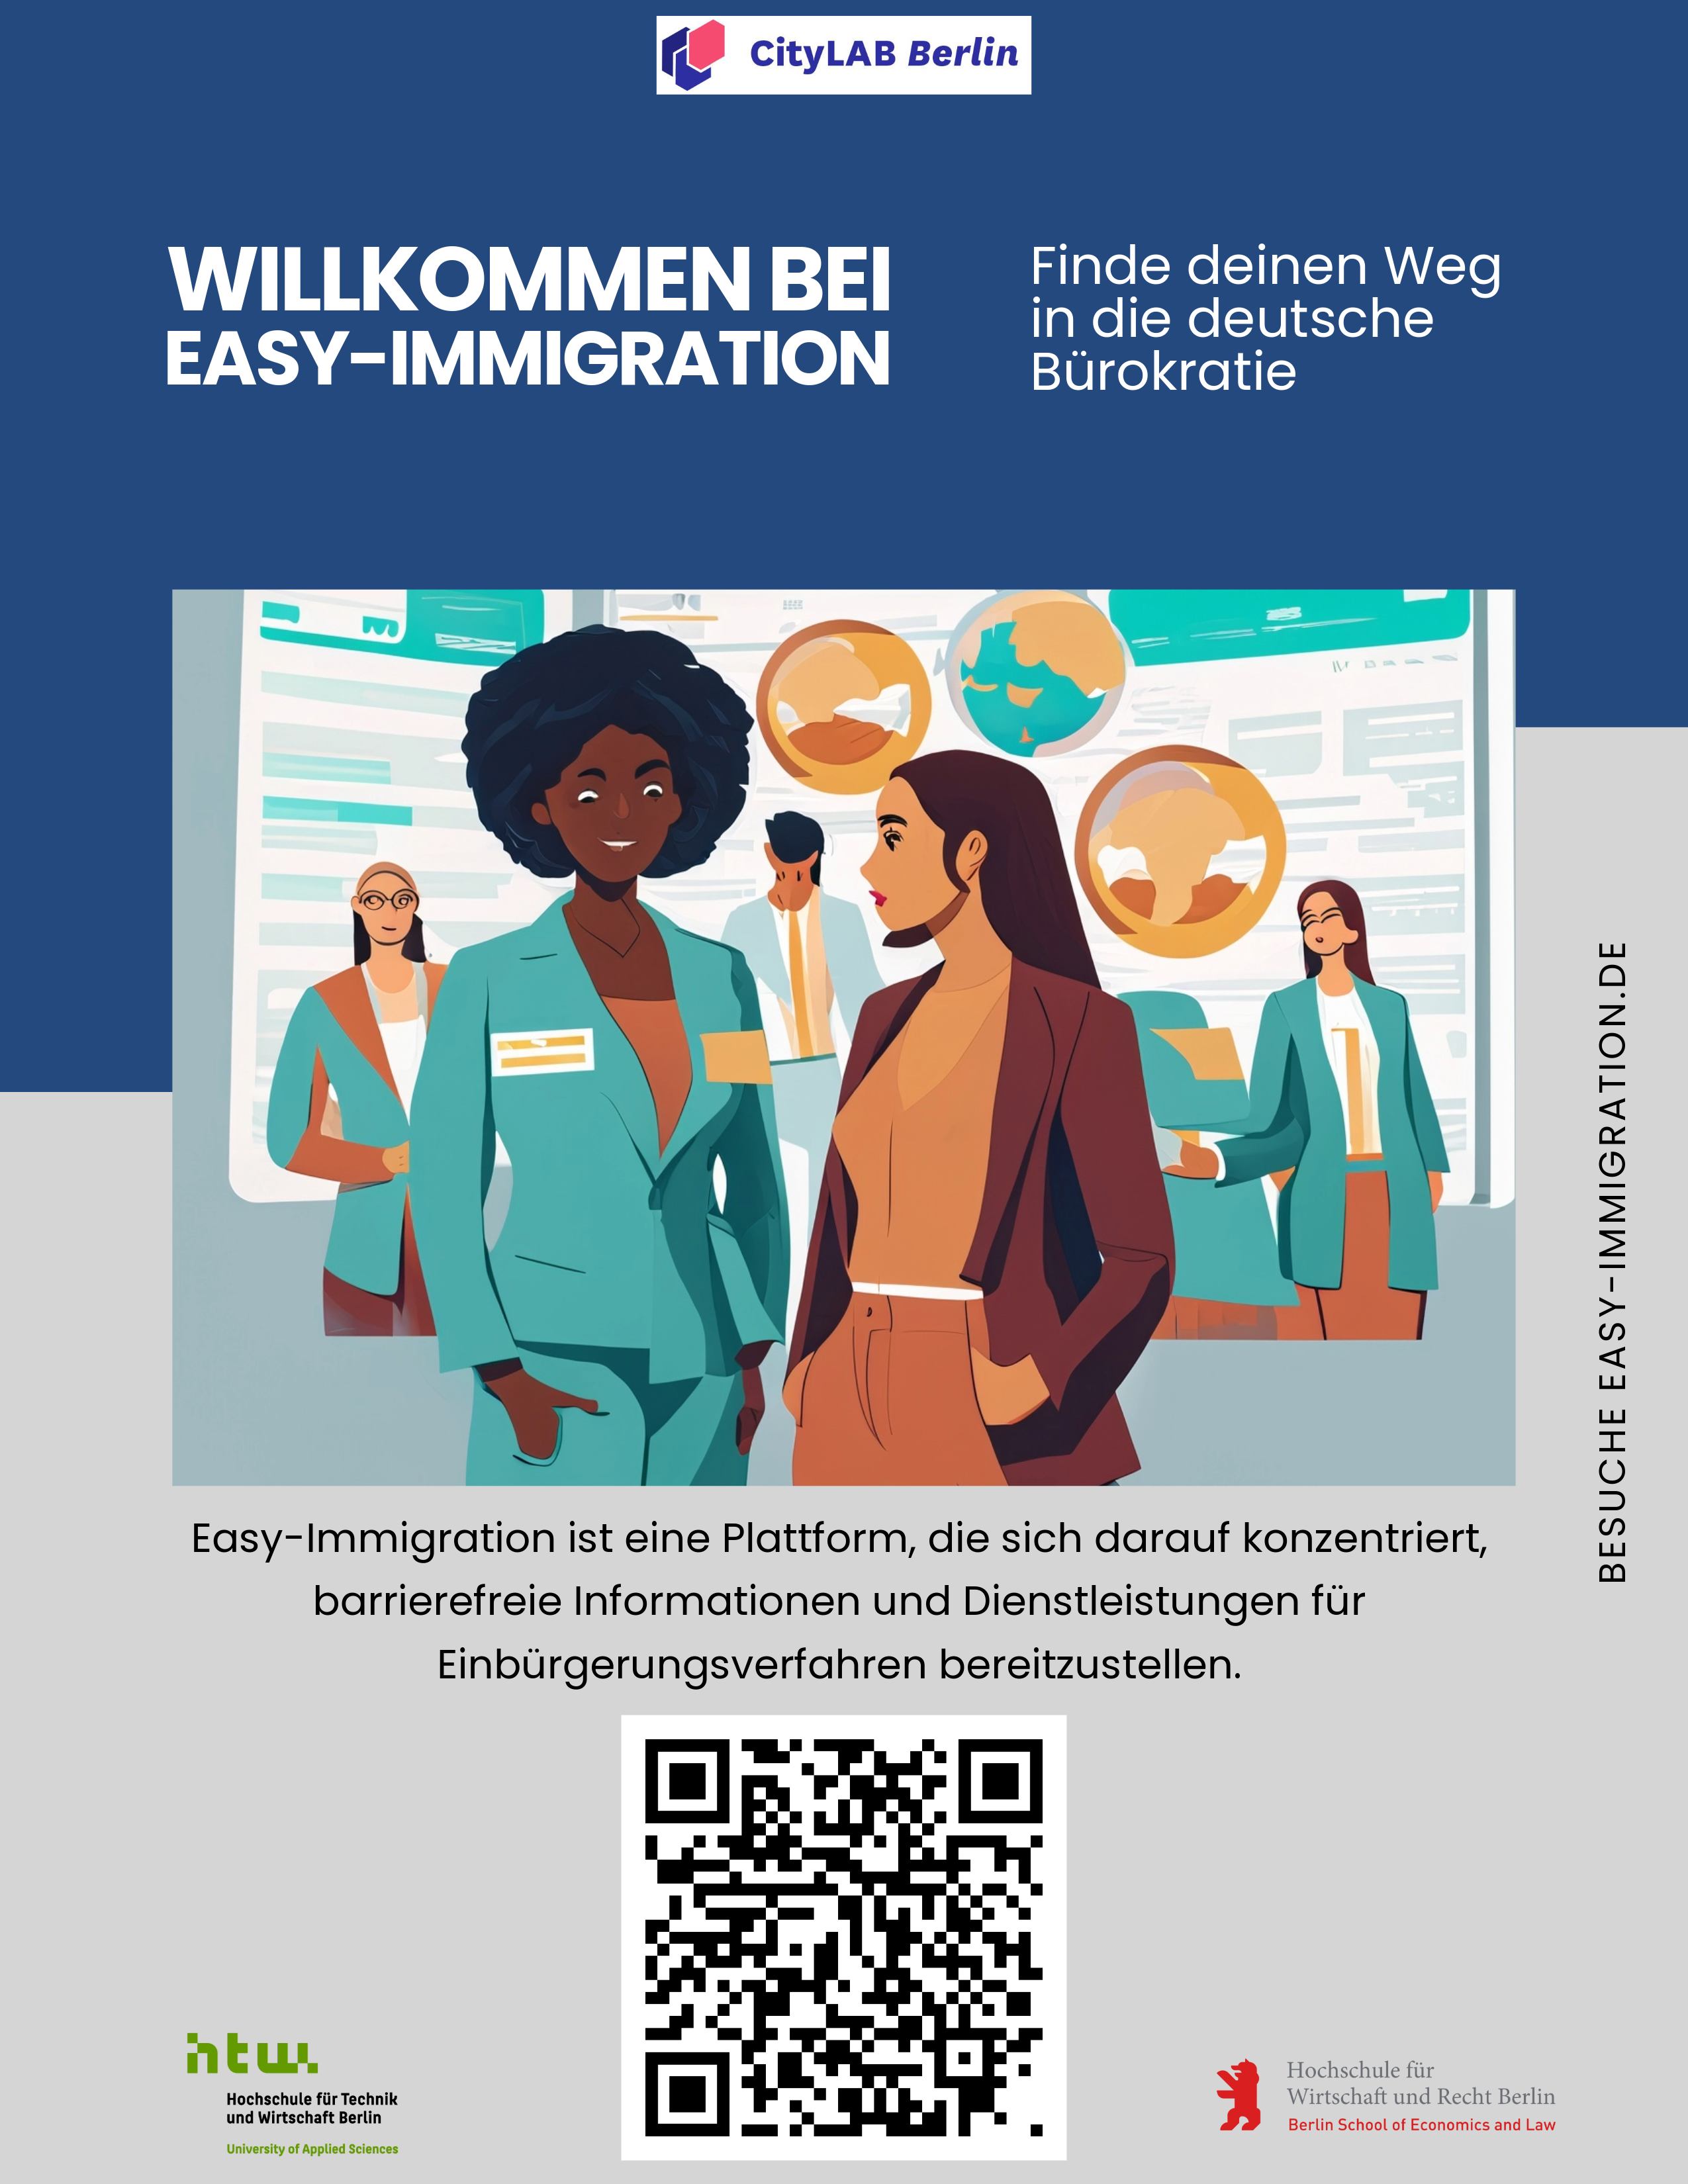 CityLAB Berlin
WILLKOMMEN BEI
EASY-IMMIGRATION
Finde deinen Weg
in die deutsche
Bürokratie
BESUCHE EASY-IMMIGRATION.DE
Easy-Immigration ist eine Plattform, die sich darauf konzentriert,
barrierefreie Informationen und Dienstleistungen für
Einbürgerungsverfahren bereitzustellen.
htw
Hochschule für Technik
und Wirtschaft Berlin
University of Applied Sciences
Hochschule für
Wirtschaft und Recht Berlin
Berlin School of Economics and Law